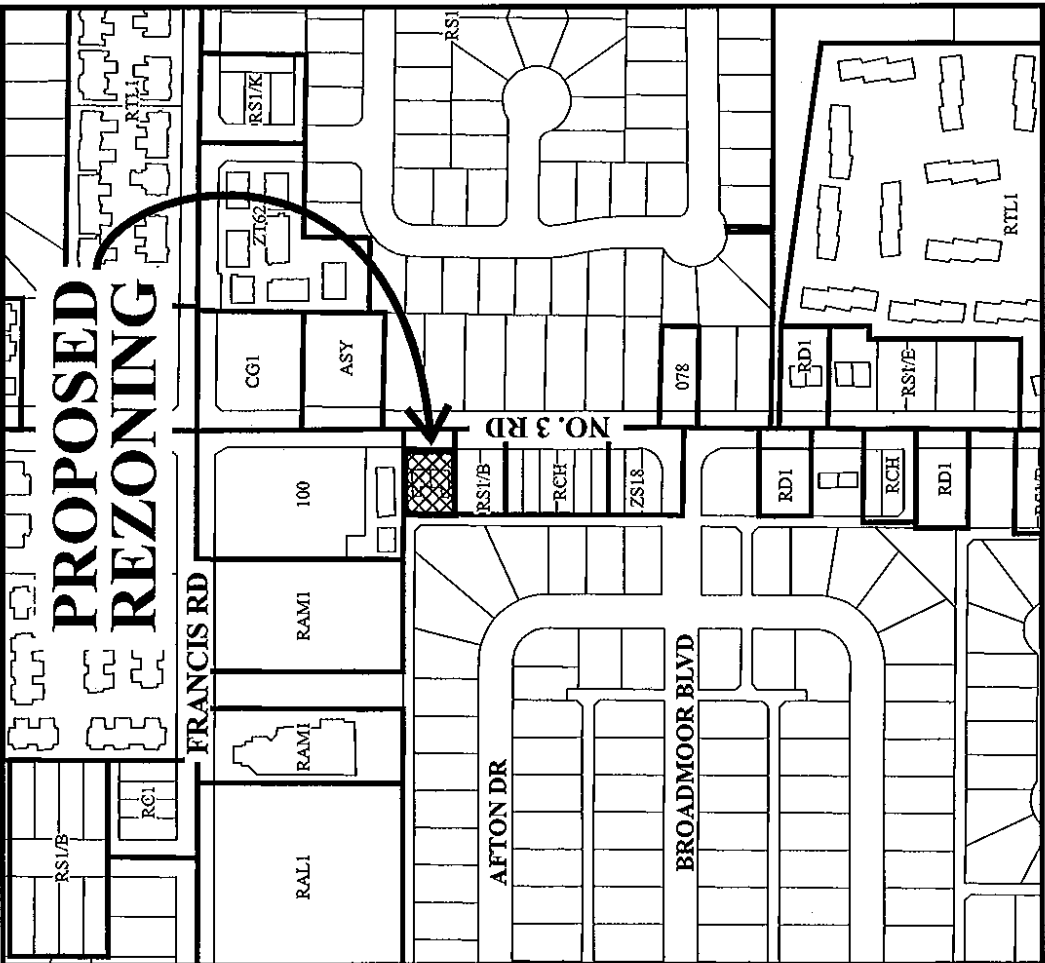 PROPOSED
REZONING
RTL1
RS1/B
RC1
FRANCIS RD
RS1/K
ZT62
CG1
ASY
100
RAM1
RAM1
RAL1
RS1
NO. 3 RD
RS1/B
RCH
ZS18
078
AFTON DR
BROADMOOR BLVD
RD1
RS1/E
RTL1
RD1
RCH
RD1